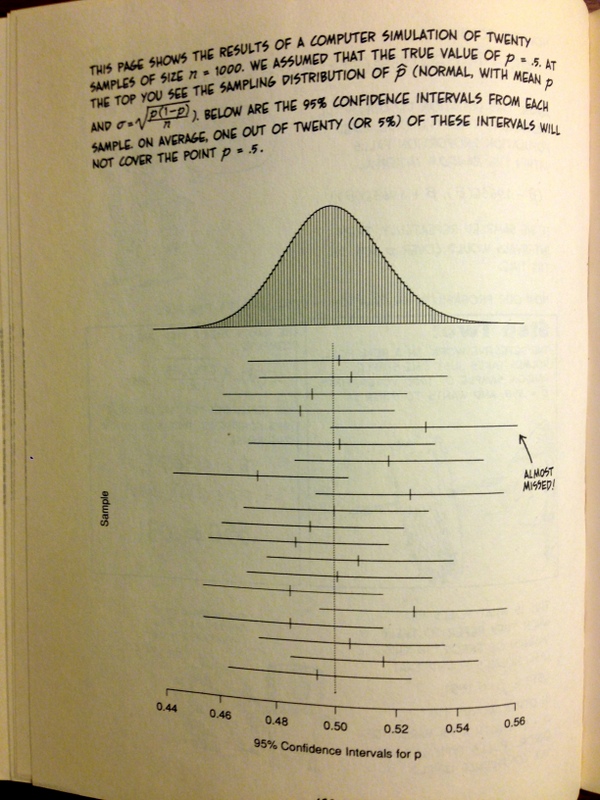 THIS PAGE SHOWS THE RESULTS OF A COMPUTER SIMULATION OF TWENTY
SAMPLES OF SIZE n = 1000. WE ASSUMED THAT THE TRUE VALUE OF p = .5. AT
THE TOP YOU SEE THE SAMPLING DISTRIBUTION OF p̂ (NORMAL, WITH MEAN p
AND σ=√(p(1-p)/n)). BELOW ARE THE 95% CONFIDENCE INTERVALS FROM EACH
SAMPLE. ON AVERAGE, ONE OUT OF TWENTY (OR 5%) OF THESE INTERVALS WILL
NOT COVER THE POINT p = .5.
ALMOST
MISSED!
Sample
0.44 0.46 0.48 0.50 0.52 0.54 0.56
95% Confidence Intervals for p